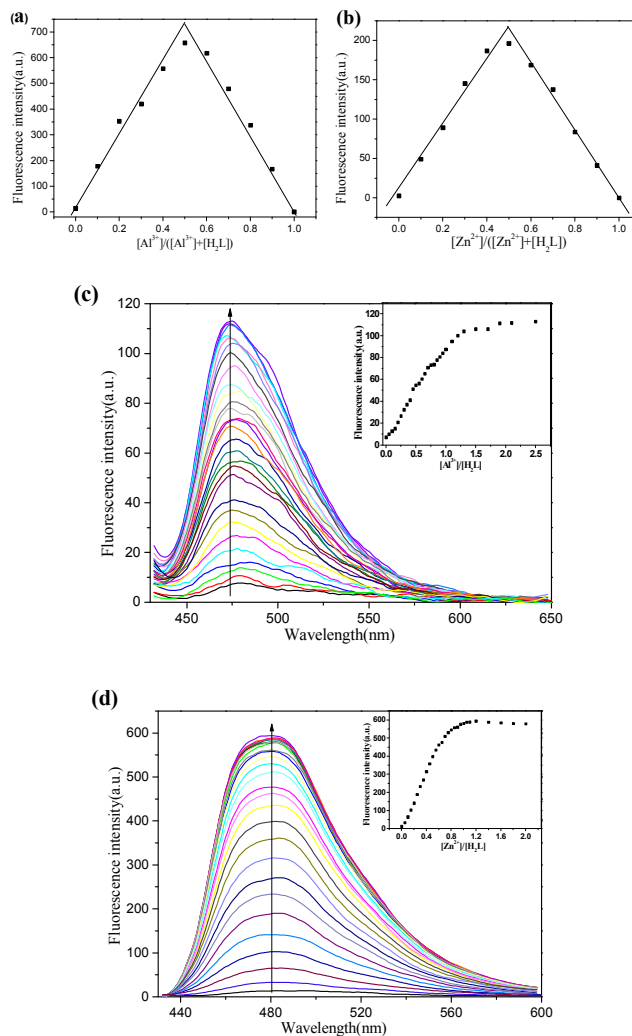 (a)
Fluorescence intensity(a.u.)
700
600
500
400
300
200
100
0
0.0 0.2 0.4 0.6 0.8 1.0
[Al³⁺]/([Al³⁺]+[H₂L])
(b)
Fluorescence intensity(a.u.)
200
150
100
50
0
0.0 0.2 0.4 0.6 0.8 1.0
[Zn²⁺]/([Zn²⁺]+[H₂L])
(c)
Fluorescence intensity(a.u.)
120
100
80
60
40
20
0
450 500 550 600 650
Wavelength(nm)
Fluorescence intensity(a.u.)
120
100
80
60
40
20
0
0.0 0.5 1.0 1.5 2.0 2.5
[Al³⁺]/[H₂L]
(d)
Fluorescence intensity(a.u.)
600
500
400
300
200
100
0
440 480 520 560 600
Wavelength(nm)
Fluorescence intensity(a.u.)
600
500
400
300
200
100
0
0.0 0.4 0.8 1.2 1.6 2.0
[Zn²⁺]/[H₂L]